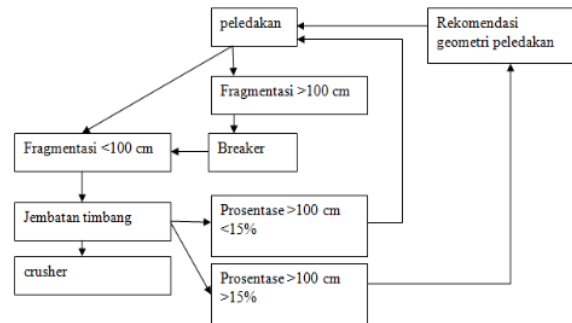 peledakan
Rekomendasi
geometri peledakan
Fragmentasi >100 cm
Fragmentasi <100 cm
Breaker
Jembatan timbang
Prosentase >100 cm
<15%
crusher
Prosentase >100 cm
>15%